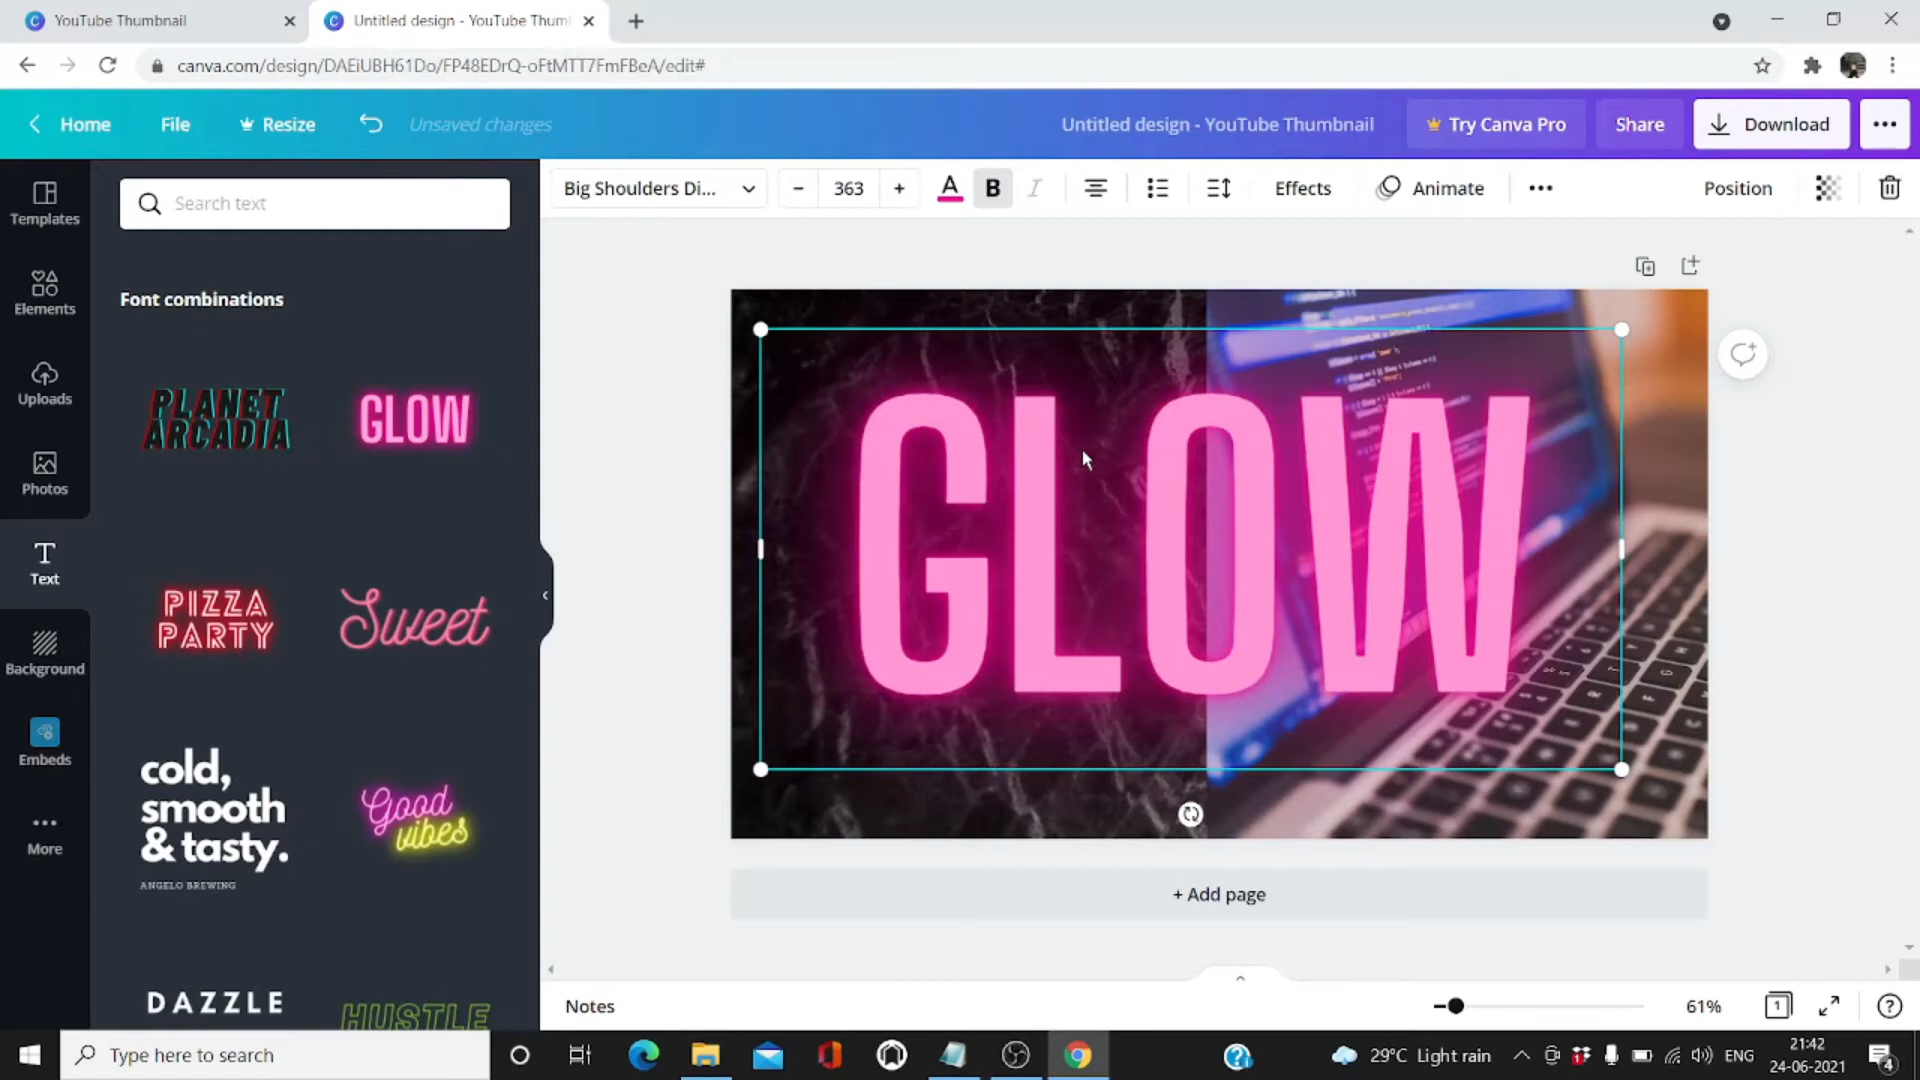 YouTube Thumbnail
Untitled design - YouTube Thum
canva.com/design/DAEiUBH61Do/FP48EDrQ-oFtMTT7FmFBeA/edit#
Home
File
Resize
Unsaved changes
Untitled design - YouTube Thumbnail
Try Canva Pro
Share
Download
Templates
Elements
Uploads
Photos
Text
Background
Embeds
More
Search text
Font combinations
PLANET
ARCADIA
GLOW
PIZZA
PARTY
Sweet
cold,
smooth
& tasty.
ANGELO BREWING
Good
vibes
DAZZLE
HUSTLE
Big Shoulders Di...
363
A
B
I
Effects
Animate
Position
GLOW
+ Add page
Notes
61%
1
Type here to search
29°C Light rain
ENG
21:42
24-06-2021
4